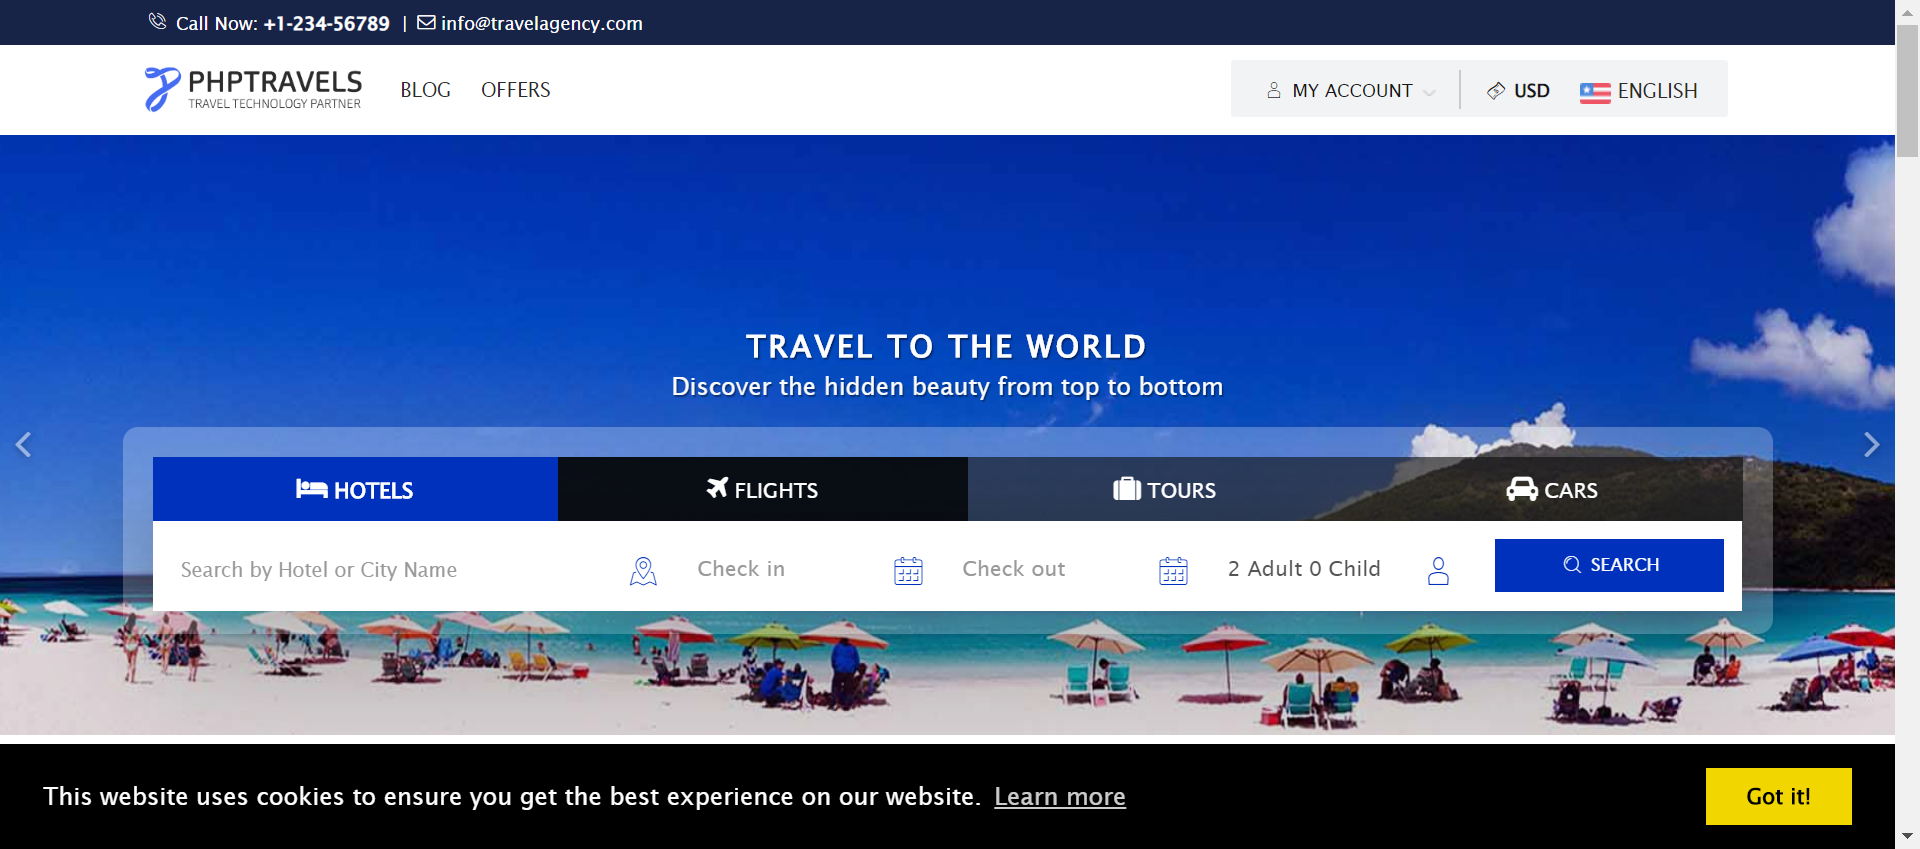 Call Now: +1-234-56789 | info@travelagency.com
PHPTRAVELS
TRAVEL TECHNOLOGY PARTNER
BLOG OFFERS
MY ACCOUNT USD ENGLISH
TRAVEL TO THE WORLD
Discover the hidden beauty from top to bottom
HOTELS FLIGHTS TOURS CARS
Search by Hotel or City Name Check in Check out 2 Adult 0 Child SEARCH
This website uses cookies to ensure you get the best experience on our website. Learn more Got it!